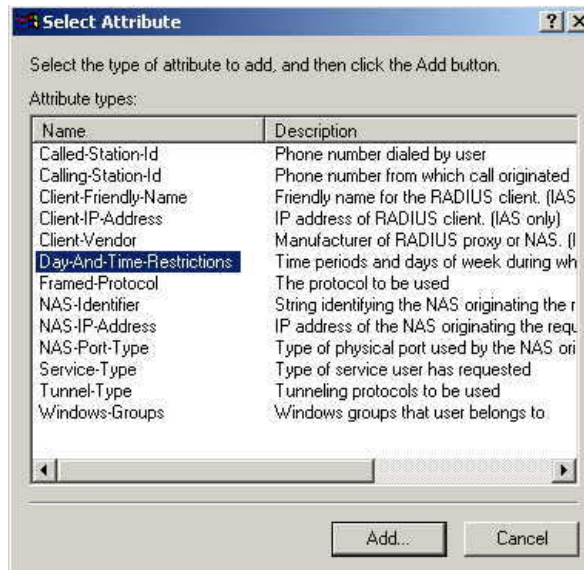 Select Attribute
Select the type of attribute to add, and then click the Add button.
Attribute types:
Name Description
Called-Station-Id Phone number dialed by user
Calling-Station-Id Phone number from which call originated
Client-Friendly-Name Friendly name for the RADIUS client. (IAS
Client-IP-Address IP address of RADIUS client. (IAS only)
Client-Vendor Manufacturer of RADIUS proxy or NAS. (I
Day-And-Time-Restrictions Time periods and days of week during wh
Framed-Protocol The protocol to be used
NAS-Identifier String identifying the NAS originating the r
NAS-IP-Address IP address of the NAS originating the requ
NAS-Port-Type Type of physical port used by the NAS ori
Service-Type Type of service user has requested
Tunnel-Type Tunneling protocols to be used
Windows-Groups Windows groups that user belongs to
Add... Cancel